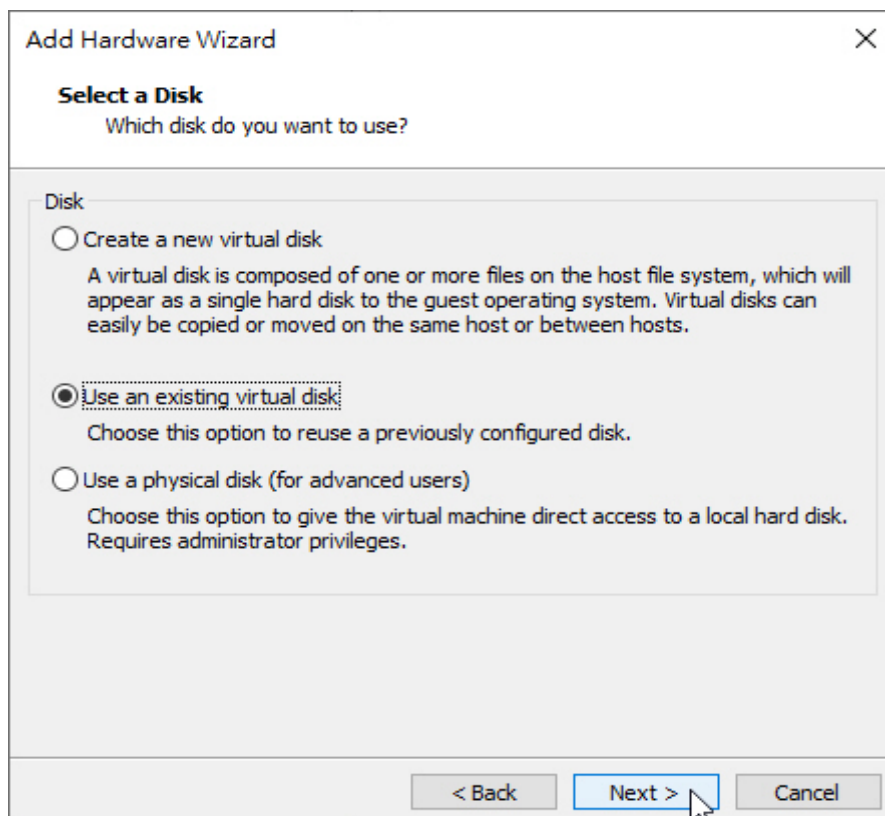 Add Hardware Wizard
Select a Disk
Which disk do you want to use?
Disk
Create a new virtual disk
A virtual disk is composed of one or more files on the host file system, which will
appear as a single hard disk to the guest operating system. Virtual disks can
easily be copied or moved on the same host or between hosts.
Use an existing virtual disk
Choose this option to reuse a previously configured disk.
Use a physical disk (for advanced users)
Choose this option to give the virtual machine direct access to a local hard disk.
Requires administrator privileges.
< Back Next > Cancel